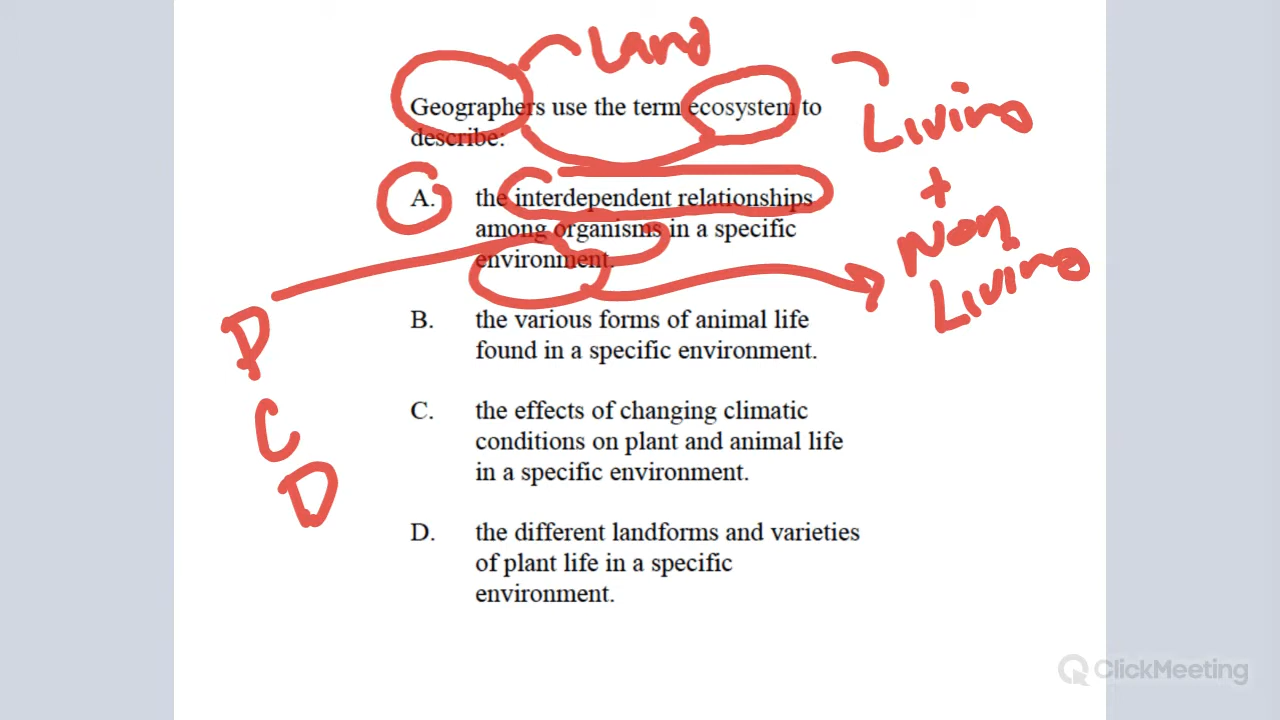 Land
Geographers use the term ecosystem to
describe:
Living
+
Non
Living
A. the interdependent relationships
among organisms in a specific
environment.
B. the various forms of animal life
found in a specific environment.
P
C
D
C. the effects of changing climatic
conditions on plant and animal life
in a specific environment.
D. the different landforms and varieties
of plant life in a specific
environment.
ClickMeeting